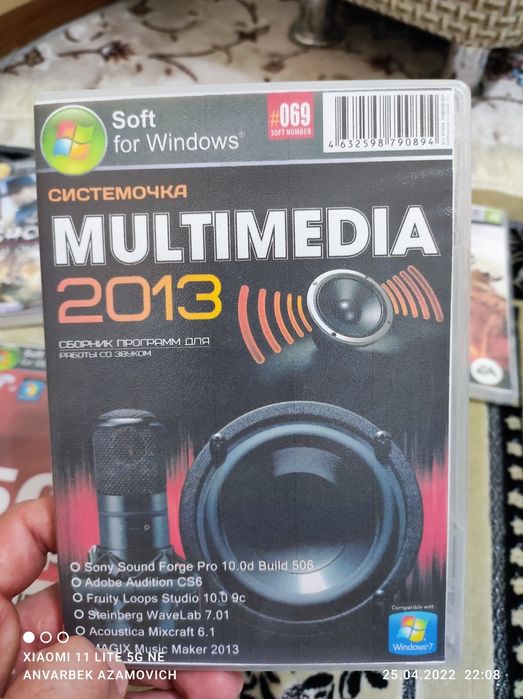 Soft
for Windows®
#069
SOFT NUMBER
4 632598 790894
СИСТЕМОЧКА
MULTIMEDIA
2013
СБОРНИК ПРОГРАММ ДЛЯ
РАБОТЫ СО ЗВУКОМ
Sony Sound Forge Pro 10.0d Build 506
Adobe Audition CS6
Fruity Loops Studio 10.0 9c
Steinberg WaveLab 7.01
Acoustica Mixcraft 6.1
MAGIX Music Maker 2013
Compatible with
Windows 7
EA
XIAOMI 11 LITE 5G NE
ANVARBEK AZAMOVICH
25.04.2022 22:08